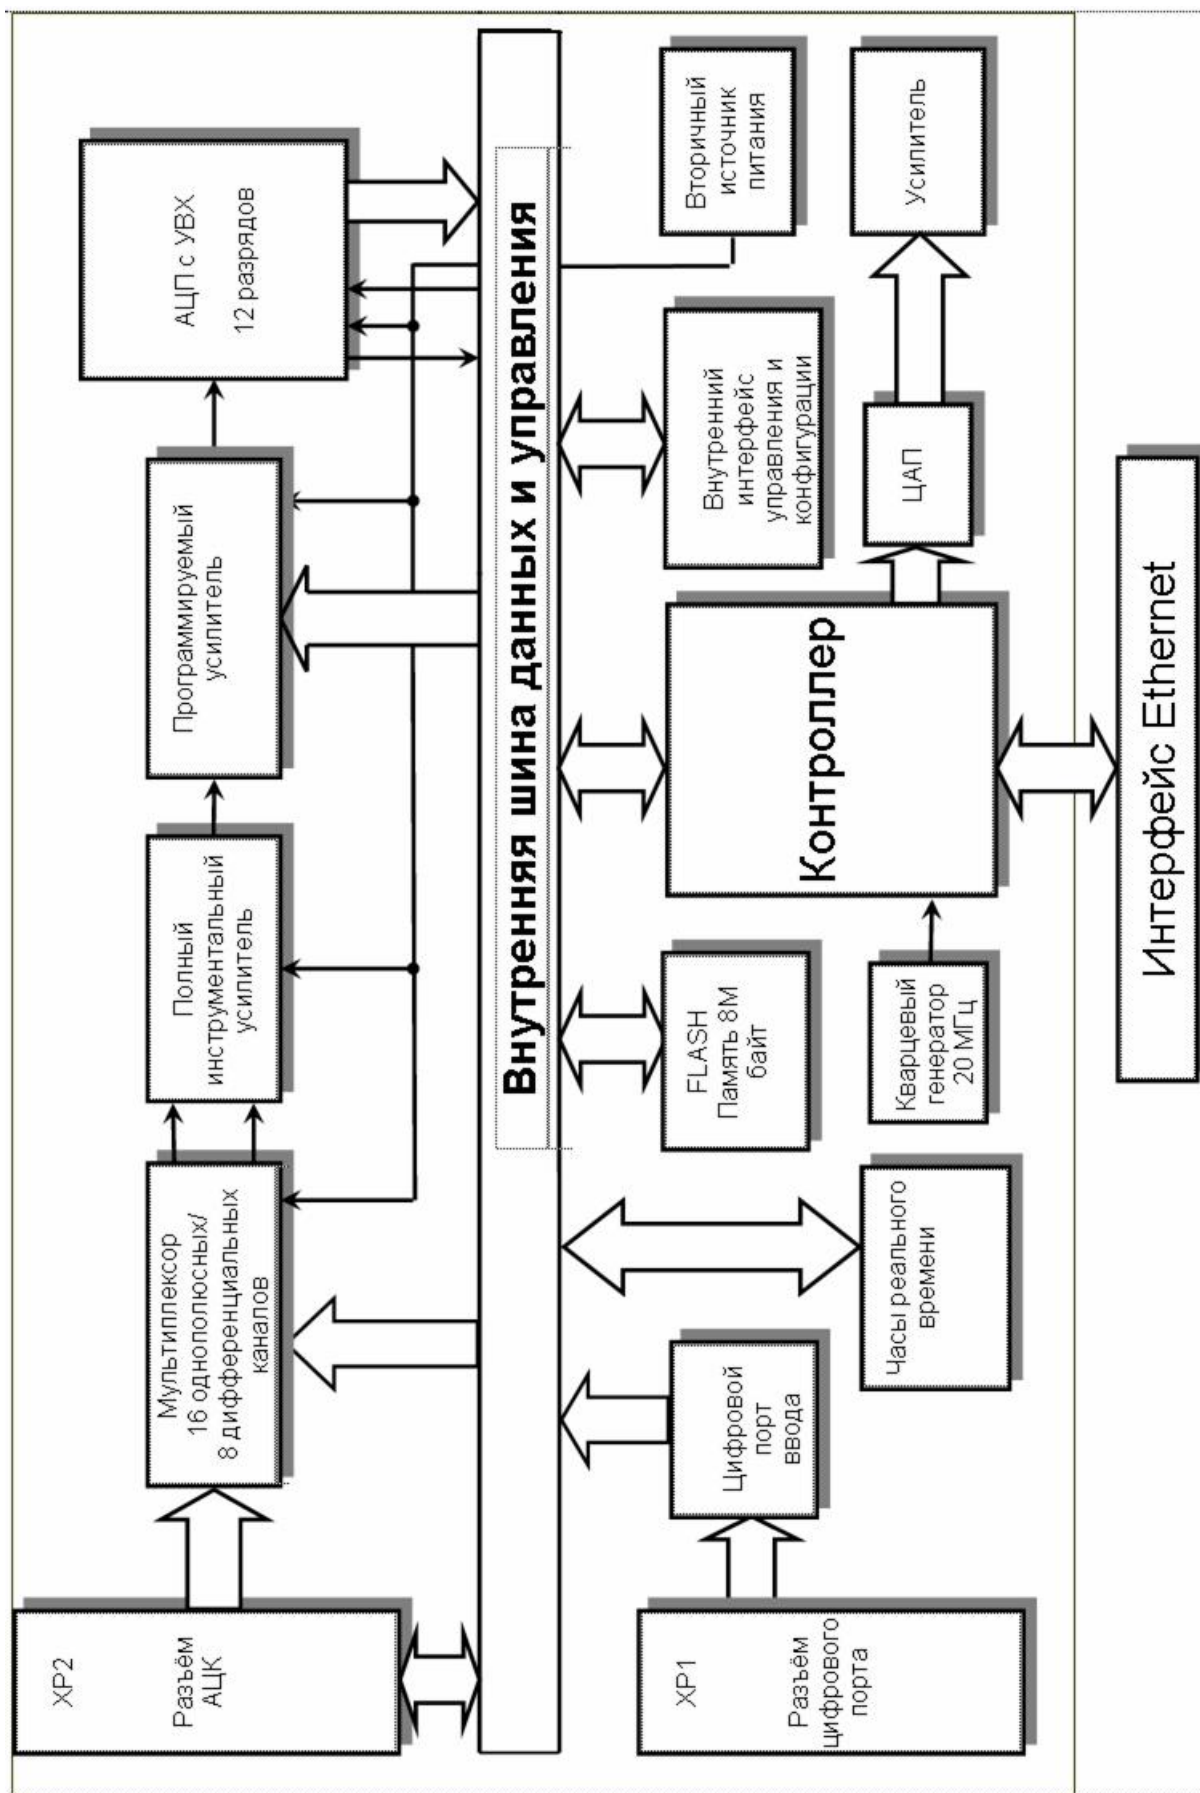 XP2
Разъём
АЦК
Мультиплексор
16 однополюсных/
8 дифференциальных
каналов
Полный
инструментальный
усилитель
Программируемый
усилитель
АЦП с УВХ
12 разрядов
Внутренняя шина данных и управления
XP1
Разъём
цифрового
порта
Цифровой
порт
ввода
Часы реального
времени
FLASH
Память 8М
байт
Кварцевый
генератор
20 МГц
Контроллер
Внутренний
интерфейс
управления и
конфигурации
Вторичный
источник
питания
ЦАП
Усилитель
Интерфейс Ethernet